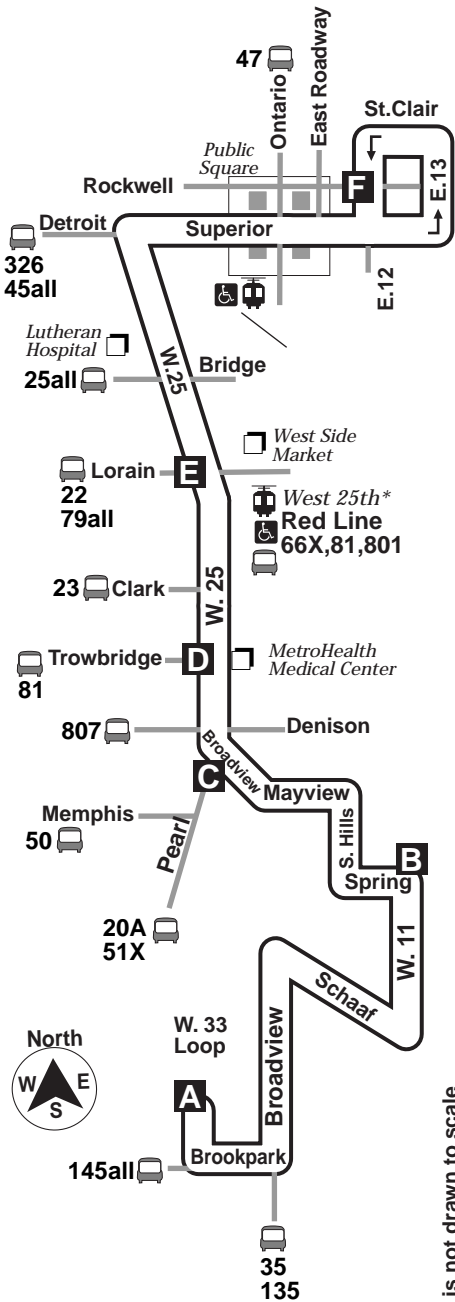 47
Ontario
East Roadway
St.Clair
Public
Square
Rockwell
F
E.13
Detroit
Superior
326
45all
E.12
Lutheran
Hospital
W.25
Bridge
25all
West Side
Market
Lorain
E
22
79all
West 25th*
Red Line
66X,81,801
W. 25
23
Clark
Trowbridge
D
MetroHealth
Medical Center
81
807
Denison
Broadview
C
Mayview
Memphis
50
Pearl
S. Hills
B
Spring
20A
51X
W. 11
Schaaf
W. 33
Loop
Broadview
North
W
E
S
A
Brookpark
145all
35
135
is not drawn to scale